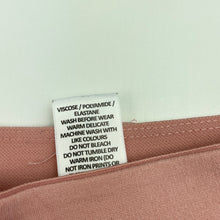 VISCOSE / POLYAMIDE /
ELASTANE
WASH BEFORE WEAR
WARM DELICATE
MACHINE WASH WITH
LIKE COLOURS
DO NOT BLEACH
DO NOT TUMBLE DRY
WARM IRON (DO
NOT IRON PRINTS OR